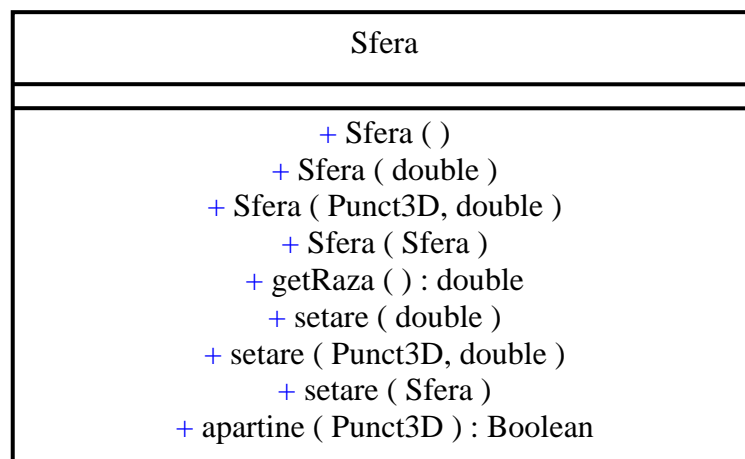 Sfera
+ Sfera ( )
+ Sfera ( double )
+ Sfera ( Punct3D, double )
+ Sfera ( Sfera )
+ getRaza ( ) : double
+ setare ( double )
+ setare ( Punct3D, double )
+ setare ( Sfera )
+ apartine ( Punct3D ) : Boolean